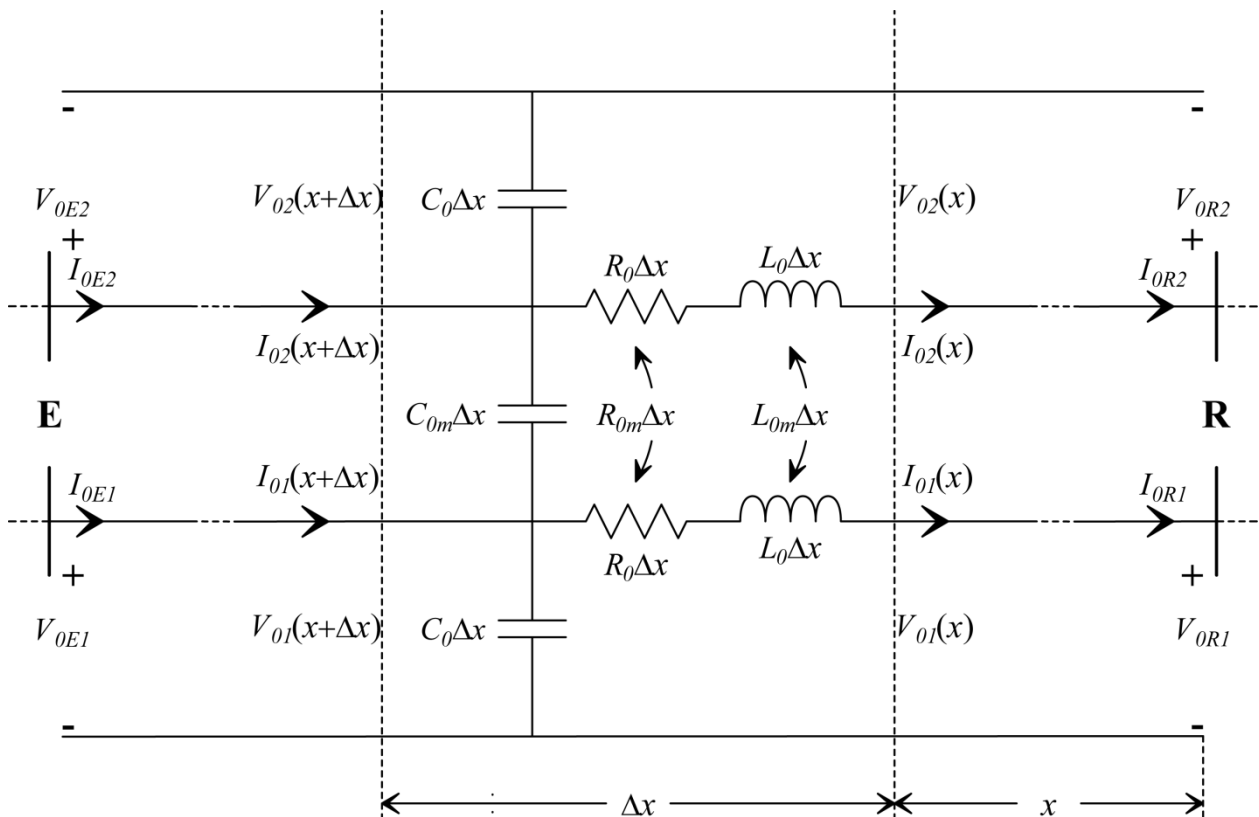 - -
V0E2 V02(x+Δx) C0Δx V02(x) V0R2
+ +
I0E2 R0Δx L0Δx I0R2
I02(x+Δx) I02(x)
E C0mΔx R0mΔx L0mΔx R
I0E1 I01(x+Δx) I01(x) I0R1
R0Δx L0Δx
+ +
V0E1 V01(x+Δx) C0Δx V01(x) V0R1
- -
Δx x